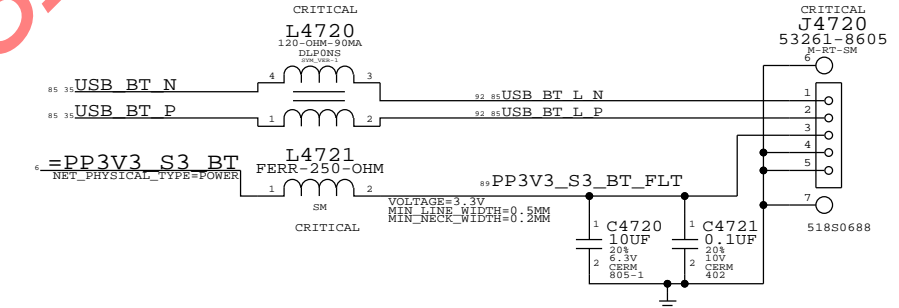 CRITICAL
L4720
120-OHM-90MA
DLP0NS
SYM_VER-1
4 3
85 35 USB_BT_N
85 35 USB_BT_P
1 2
92 85 USB_BT_L_N
92 85 USB_BT_L_P
CRITICAL
J4720
53261-8605
M-RT-SM
6
1
2
3
4
5
7
518S0688
6 =PP3V3_S3_BT
NET_PHYSICAL_TYPE=POWER
L4721
FERR-250-OHM
1 2
SM
CRITICAL
89 PP3V3_S3_BT_FLT
VOLTAGE=3.3V
MIN_LINE_WIDTH=0.5MM
MIN_NECK_WIDTH=0.2MM
1 C4720
10UF
20%
6.3V
2 CERM
805-1
1 C4721
0.1UF
20%
10V
2 CERM
402